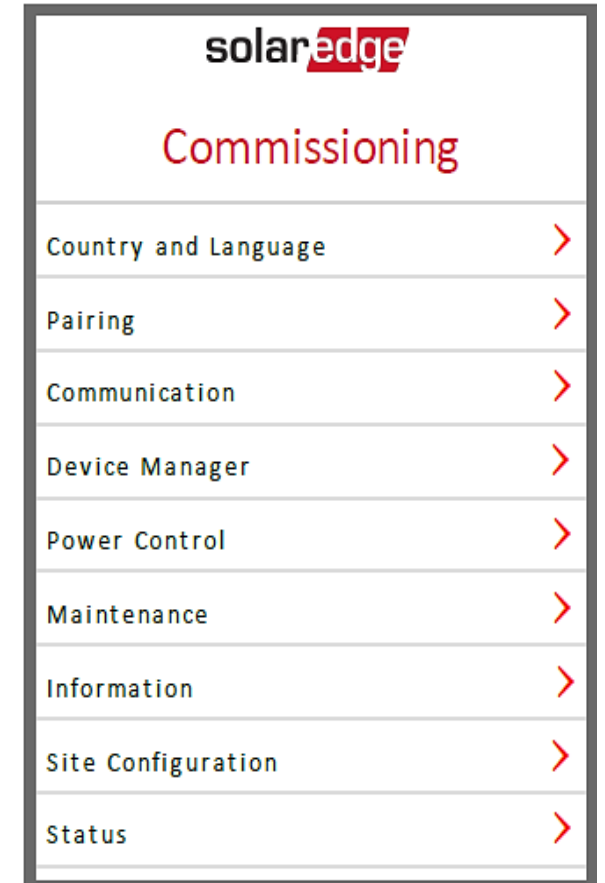 solaredge
Commissioning
Country and Language
Pairing
Communication
Device Manager
Power Control
Maintenance
Information
Site Configuration
Status